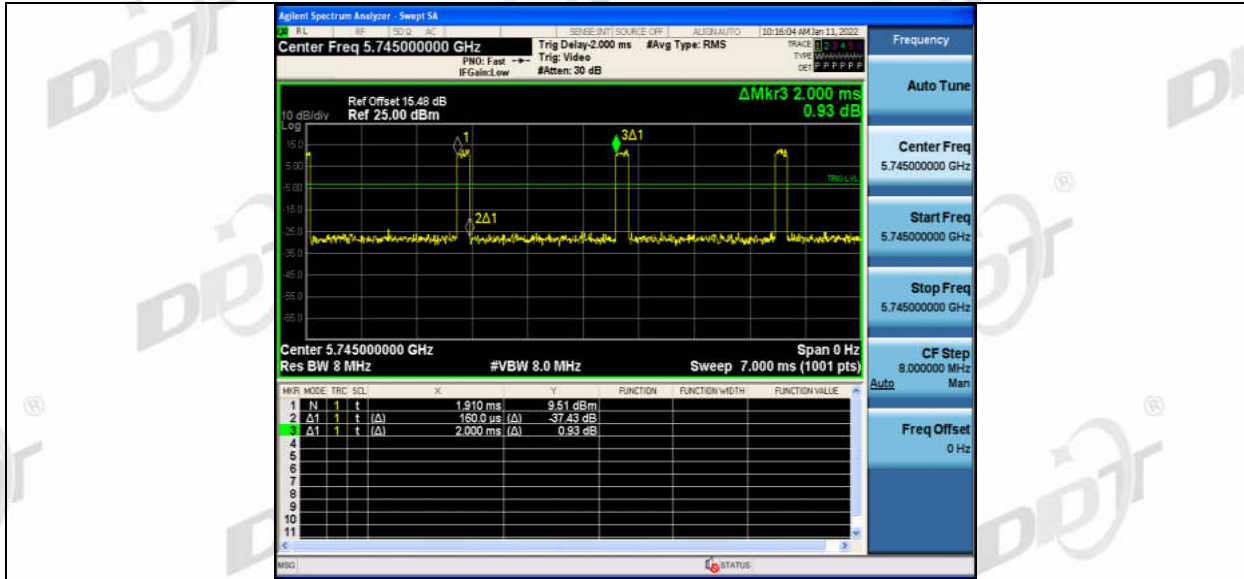 Agilent Spectrum Analyzer - Swept SA
RL RF 50 Ω AC SENSE:INT SOURCE OFF ALIGNAUTO 10:16:04 AM Jan 11, 2022
Center Freq 5.745000000 GHz
PNO: Fast
IFGain:Low
Trig Delay-2.000 ms #Avg Type: RMS
Trig: Video
#Atten: 30 dB
TRACE 1 2 3 4 5 6
TYPE
DET P P P P P P
ΔMkr3 2.000 ms
0.93 dB
Ref Offset 15.48 dB
10 dB/div Ref 25.00 dBm
Log
15.0
5.00
-5.00
-15.0
-25.0
-35.0
-45.0
-55.0
-65.0
1
2Δ1
3Δ1
TRIG LVL
Center 5.745000000 GHz Span 0 Hz
Res BW 8 MHz #VBW 8.0 MHz Sweep 7.000 ms (1001 pts)
MKR MODE TRC SCL X Y FUNCTION FUNCTION WIDTH FUNCTION VALUE
1 N 1 t 1.910 ms 9.51 dBm
2 Δ1 1 t (Δ) 160.0 μs (Δ) -37.43 dB
3 Δ1 1 t (Δ) 2.000 ms (Δ) 0.93 dB
4
5
6
7
8
9
10
11
MSG STATUS
Frequency
Auto Tune
Center Freq
5.745000000 GHz
Start Freq
5.745000000 GHz
Stop Freq
5.745000000 GHz
CF Step
8.000000 MHz
Auto Man
Freq Offset
0 Hz
DDT
®